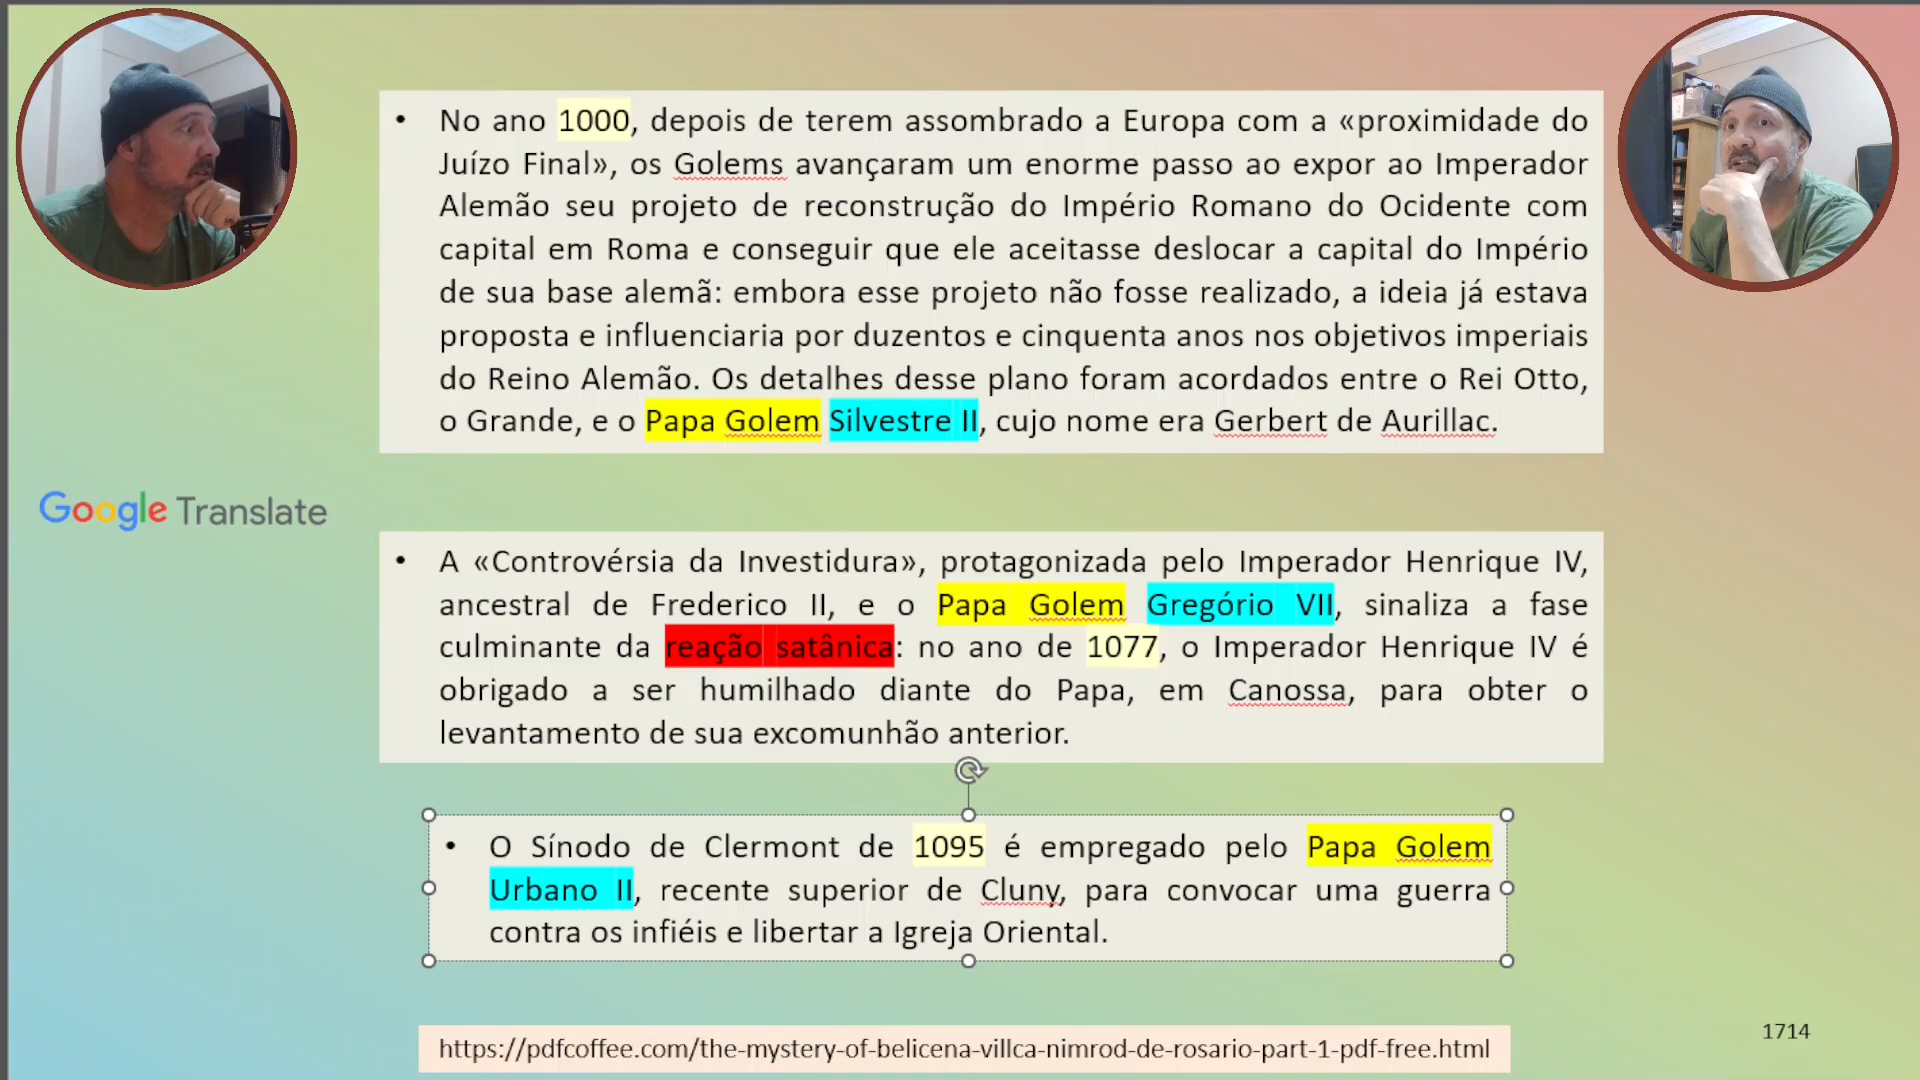 • No ano 1000, depois de terem assombrado a Europa com a «proximidade do
Juízo Final», os Golems avançaram um enorme passo ao expor ao Imperador
Alemão seu projeto de reconstrução do Império Romano do Ocidente com
capital em Roma e conseguir que ele aceitasse deslocar a capital do Império
de sua base alemã: embora esse projeto não fosse realizado, a ideia já estava
proposta e influenciaria por duzentos e cinquenta anos nos objetivos imperiais
do Reino Alemão. Os detalhes desse plano foram acordados entre o Rei Otto,
o Grande, e o Papa Golem Silvestre II, cujo nome era Gerbert de Aurillac.
Google Translate
• A «Controvérsia da Investidura», protagonizada pelo Imperador Henrique IV,
ancestral de Frederico II, e o Papa Golem Gregório VII, sinaliza a fase
culminante da reação satânica: no ano de 1077, o Imperador Henrique IV é
obrigado a ser humilhado diante do Papa, em Canossa, para obter o
levantamento de sua excomunhão anterior.
• O Sínodo de Clermont de 1095 é empregado pelo Papa Golem
Urbano II, recente superior de Cluny, para convocar uma guerra
contra os infiéis e libertar a Igreja Oriental.
1714
https://pdfcoffee.com/the-mystery-of-belicena-villca-nimrod-de-rosario-part-1-pdf-free.html